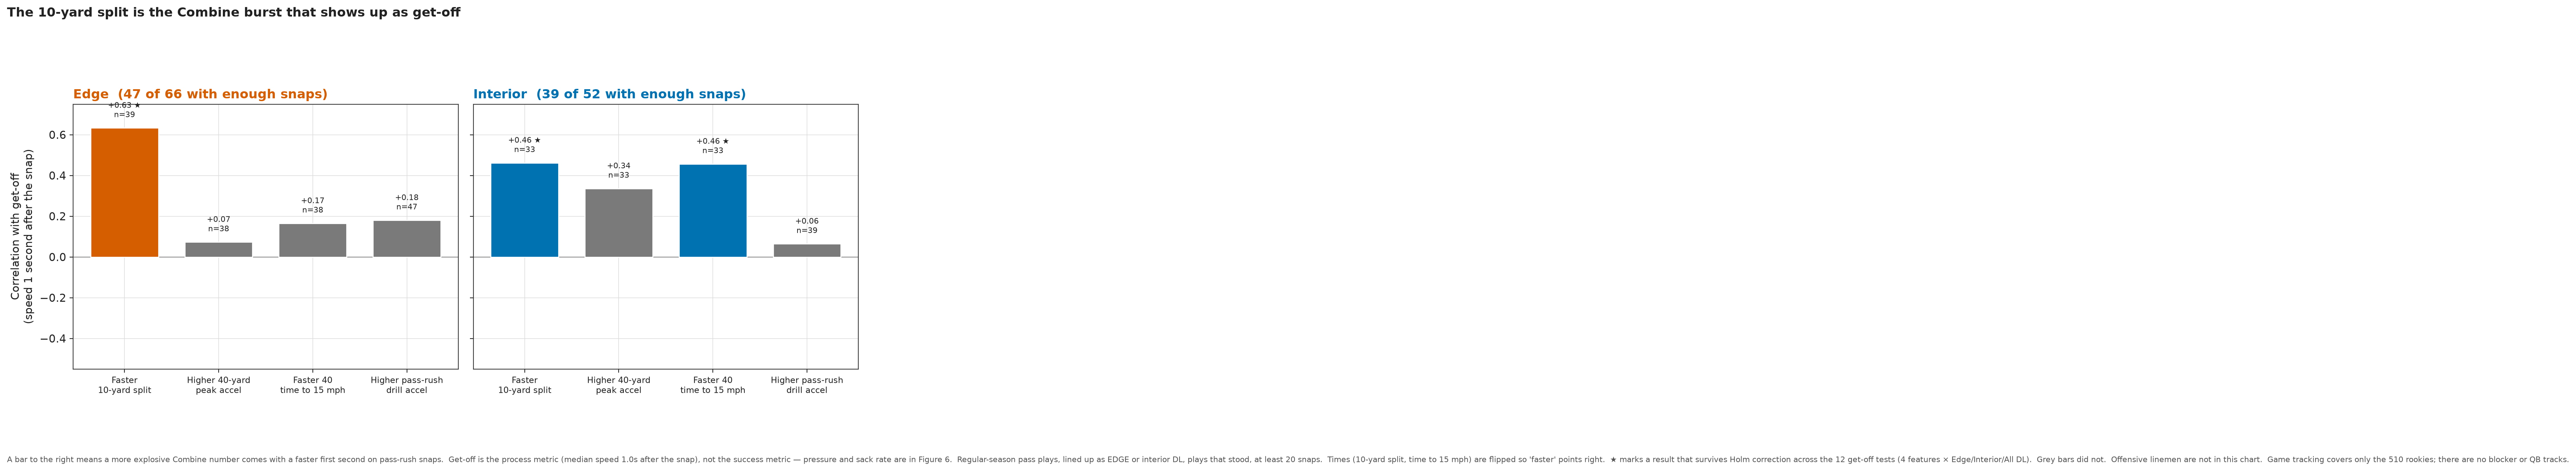 The 10-yard split is the Combine burst that shows up as get-off
Edge  (47 of 66 with enough snaps)
Interior  (39 of 52 with enough snaps)
Correlation with get-off
(speed 1 second after the snap)
0.6
0.4
0.2
0.0
−0.2
−0.4
+0.63 ★
n=39
+0.07
n=38
+0.17
n=38
+0.18
n=47
+0.46 ★
n=33
+0.34
n=33
+0.46 ★
n=33
+0.06
n=39
Faster
10-yard split
Higher 40-yard
peak accel
Faster 40
time to 15 mph
Higher pass-rush
drill accel
Faster
10-yard split
Higher 40-yard
peak accel
Faster 40
time to 15 mph
Higher pass-rush
drill accel
A bar to the right means a more explosive Combine number comes with a faster first second on pass-rush snaps.  Get-off is the process metric (median speed 1.0s after the snap), not the success metric — pressure and sack rate are in Figure 6.  Regular-season pass plays, lined up as EDGE or interior DL, plays that stood, at least 20 snaps.  Times (10-yard split, time to 15 mph) are flipped so 'faster' points right.  ★ marks a result that survives Holm correction across the 12 get-off tests (4 features × Edge/Interior/All DL).  Grey bars did not.  Offensive linemen are not in this chart.  Game tracking covers only the 510 rookies; there are no blocker or QB tracks.